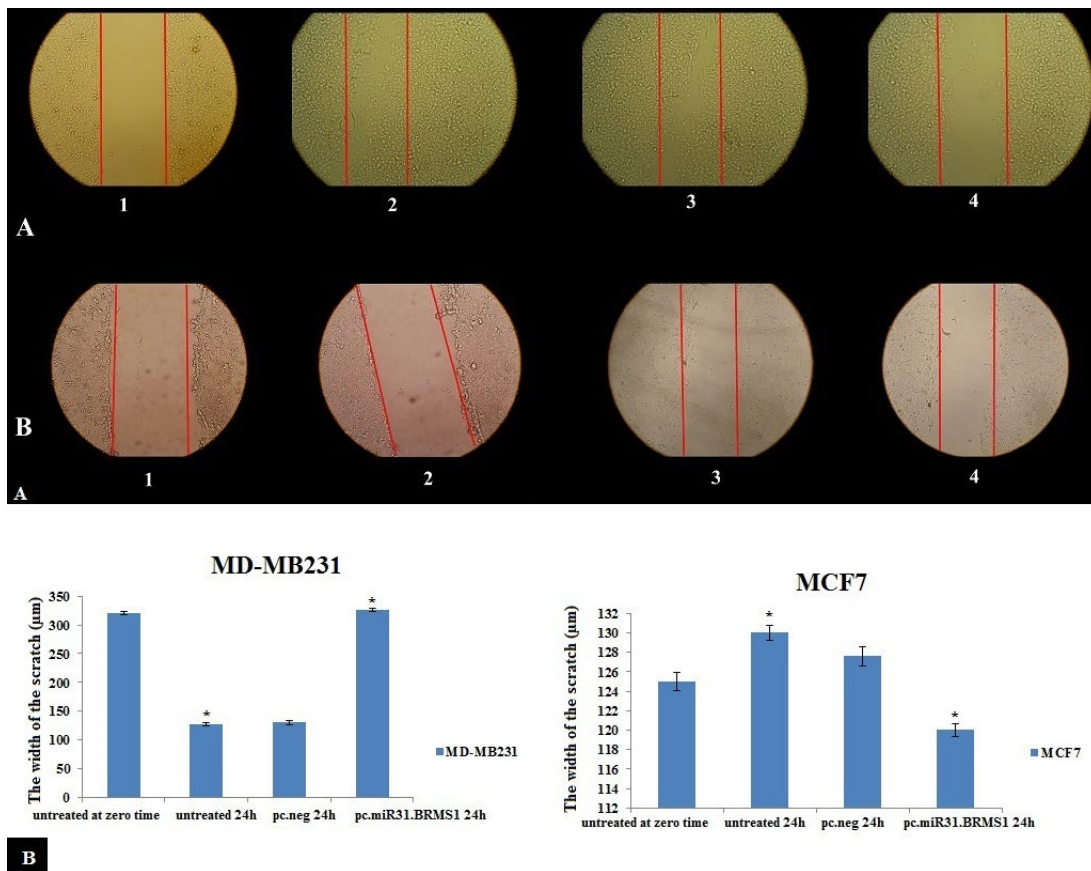 1 2 3 4
A
B
1 2 3 4
A
MD-MB231
The width of the scratch (µm)
350
300
250
200
150
100
50
0
*
*
untreated at zero time untreated 24h pc.neg 24h pc.miR31.BRMS1 24h
MD-MB231
MCF7
The width of the scratch (µm)
132
130
128
126
124
122
120
118
116
114
112
*
*
untreated at zero time untreated 24h pc.neg 24h pc.miR31.BRMS1 24h
MCF7
B